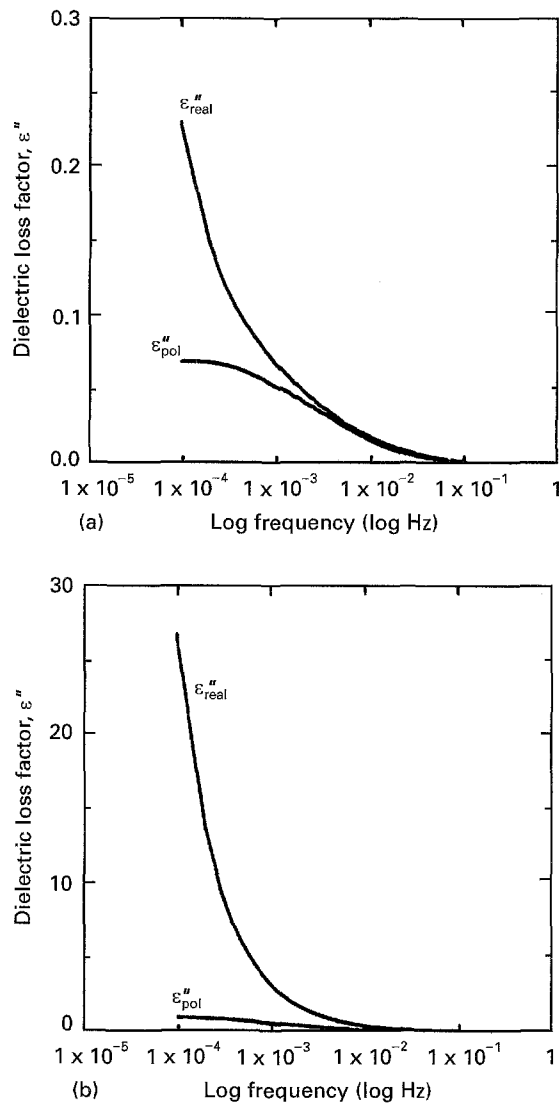 0.3
ε″real
0.2
Dielectric loss factor, ε″
0.1
ε″pol
0.0
1 × 10⁻⁵ 1 × 10⁻⁴ 1 × 10⁻³ 1 × 10⁻² 1 × 10⁻¹ 1
(a) Log frequency (log Hz)
30
ε″real
20
Dielectric loss factor, ε″
10
ε″pol
0
1 × 10⁻⁵ 1 × 10⁻⁴ 1 × 10⁻³ 1 × 10⁻² 1 × 10⁻¹ 1
(b) Log frequency (log Hz)